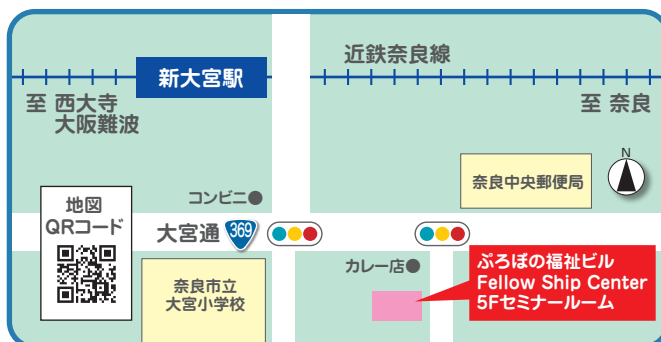 近鉄奈良線
新大宮駅
至 西大寺
大阪難波
至 奈良
N
奈良中央郵便局
コンビニ●
地図
QRコード
大宮通 369
カレー店●
ぷろぼの福祉ビル
Fellow Ship Center
5Fセミナールーム
奈良市立
大宮小学校